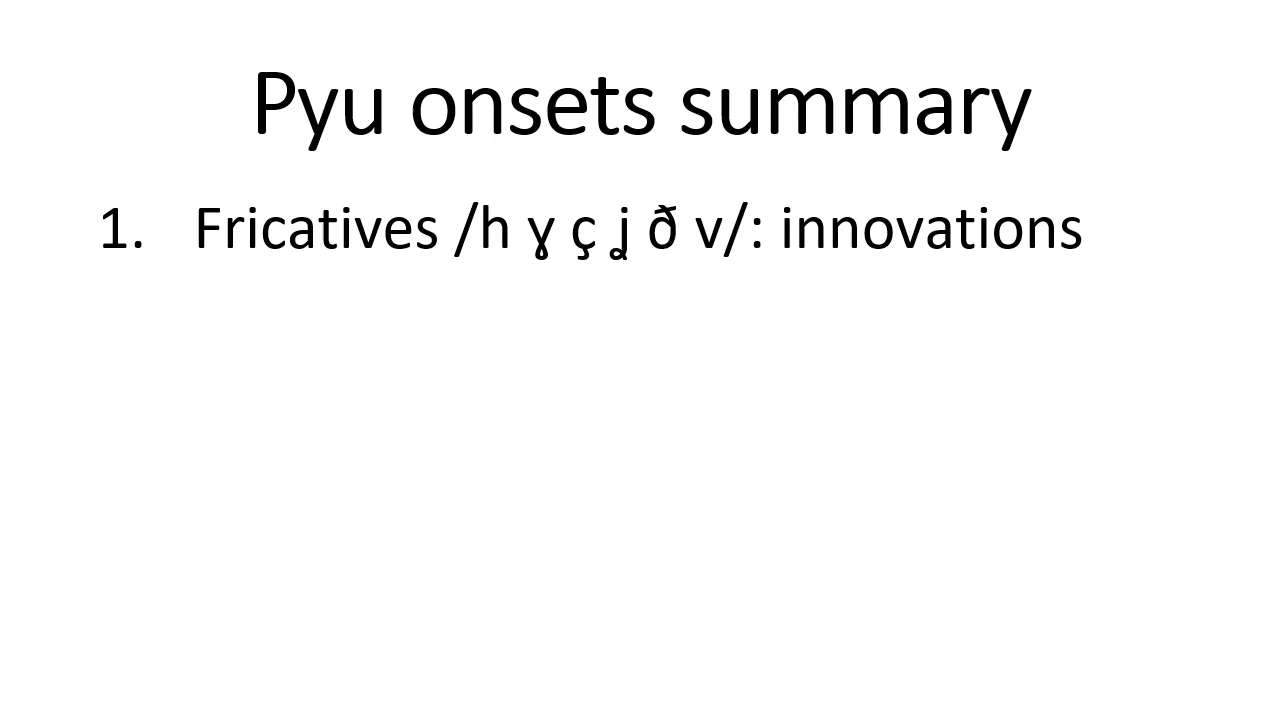 Pyu onsets summary
1. Fricatives /h ɣ ç ʝ ð v/: innovations